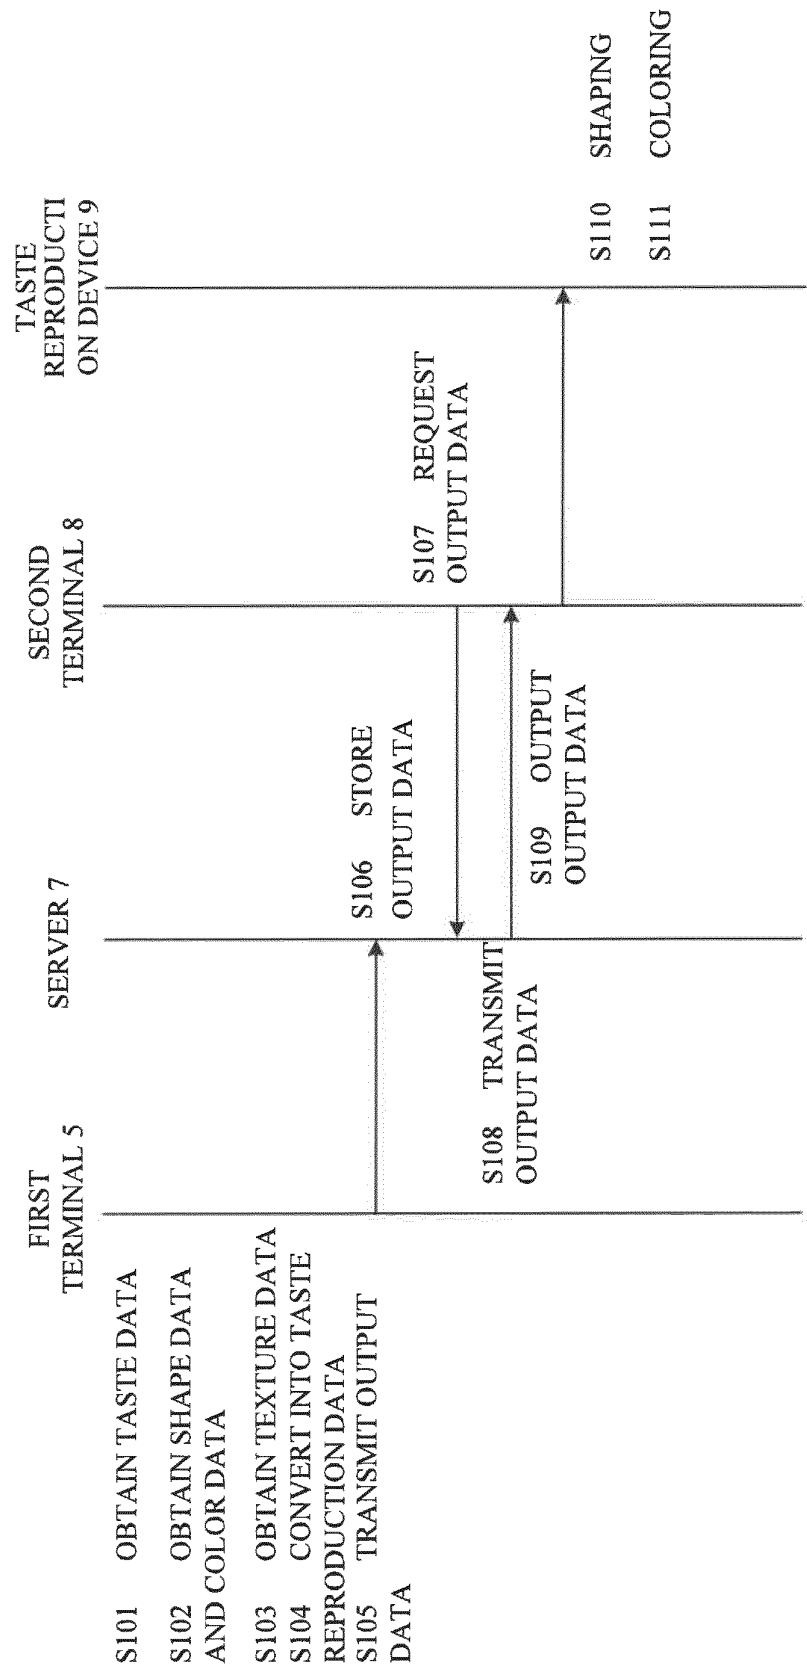 FIRST
TERMINAL 5
SERVER 7
SECOND
TERMINAL 8
TASTE
REPRODUCTI
ON DEVICE 9
S101 OBTAIN TASTE DATA
S102 OBTAIN SHAPE DATA
AND COLOR DATA
S103 OBTAIN TEXTURE DATA
S104 CONVERT INTO TASTE
REPRODUCTION DATA
S105 TRANSMIT OUTPUT
DATA
S106 STORE
OUTPUT DATA
S107 REQUEST
OUTPUT DATA
S108 TRANSMIT
OUTPUT DATA
S109 OUTPUT
OUTPUT DATA
S110 SHAPING
S111 COLORING